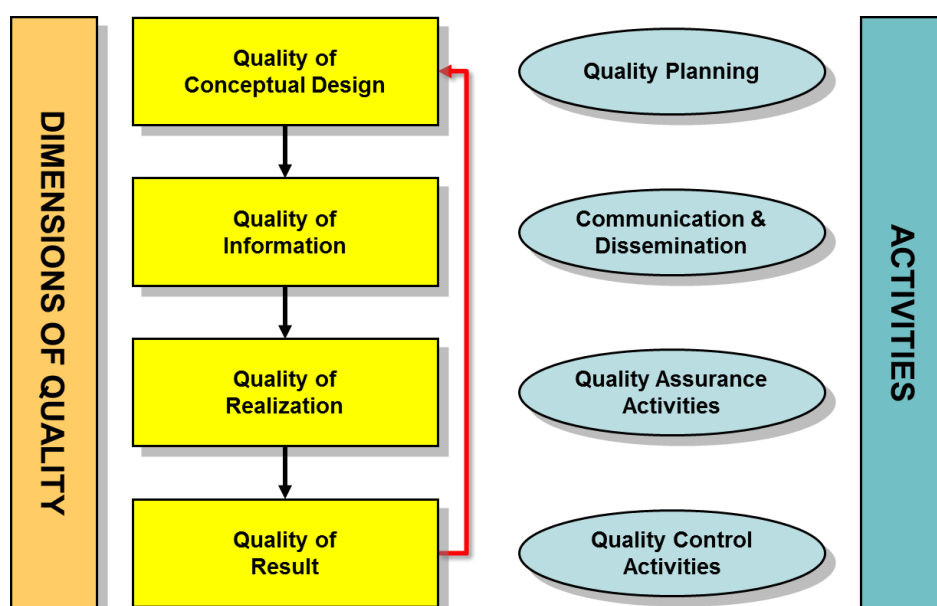 DIMENSIONS OF QUALITY
Quality of
Conceptual Design
Quality Planning
Quality of
Information
Communication &
Dissemination
Quality of
Realization
Quality Assurance
Activities
Quality of
Result
Quality Control
Activities
ACTIVITIES